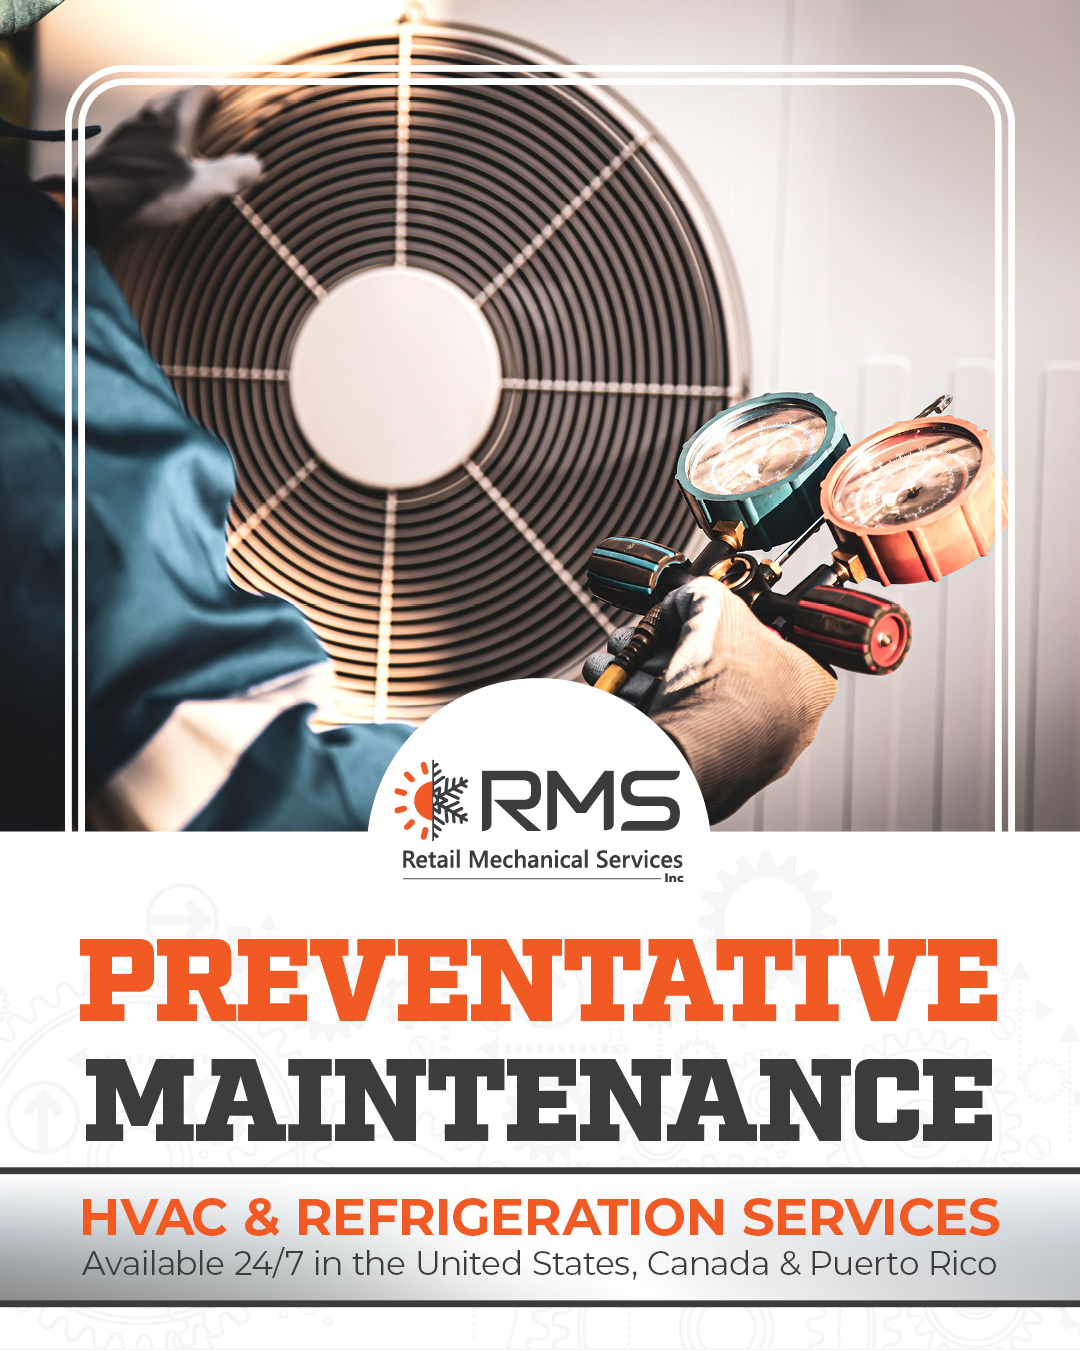 RMS
Retail Mechanical Services
Inc
PREVENTATIVE
MAINTENANCE
HVAC & REFRIGERATION SERVICES
Available 24/7 in the United States, Canada & Puerto Rico